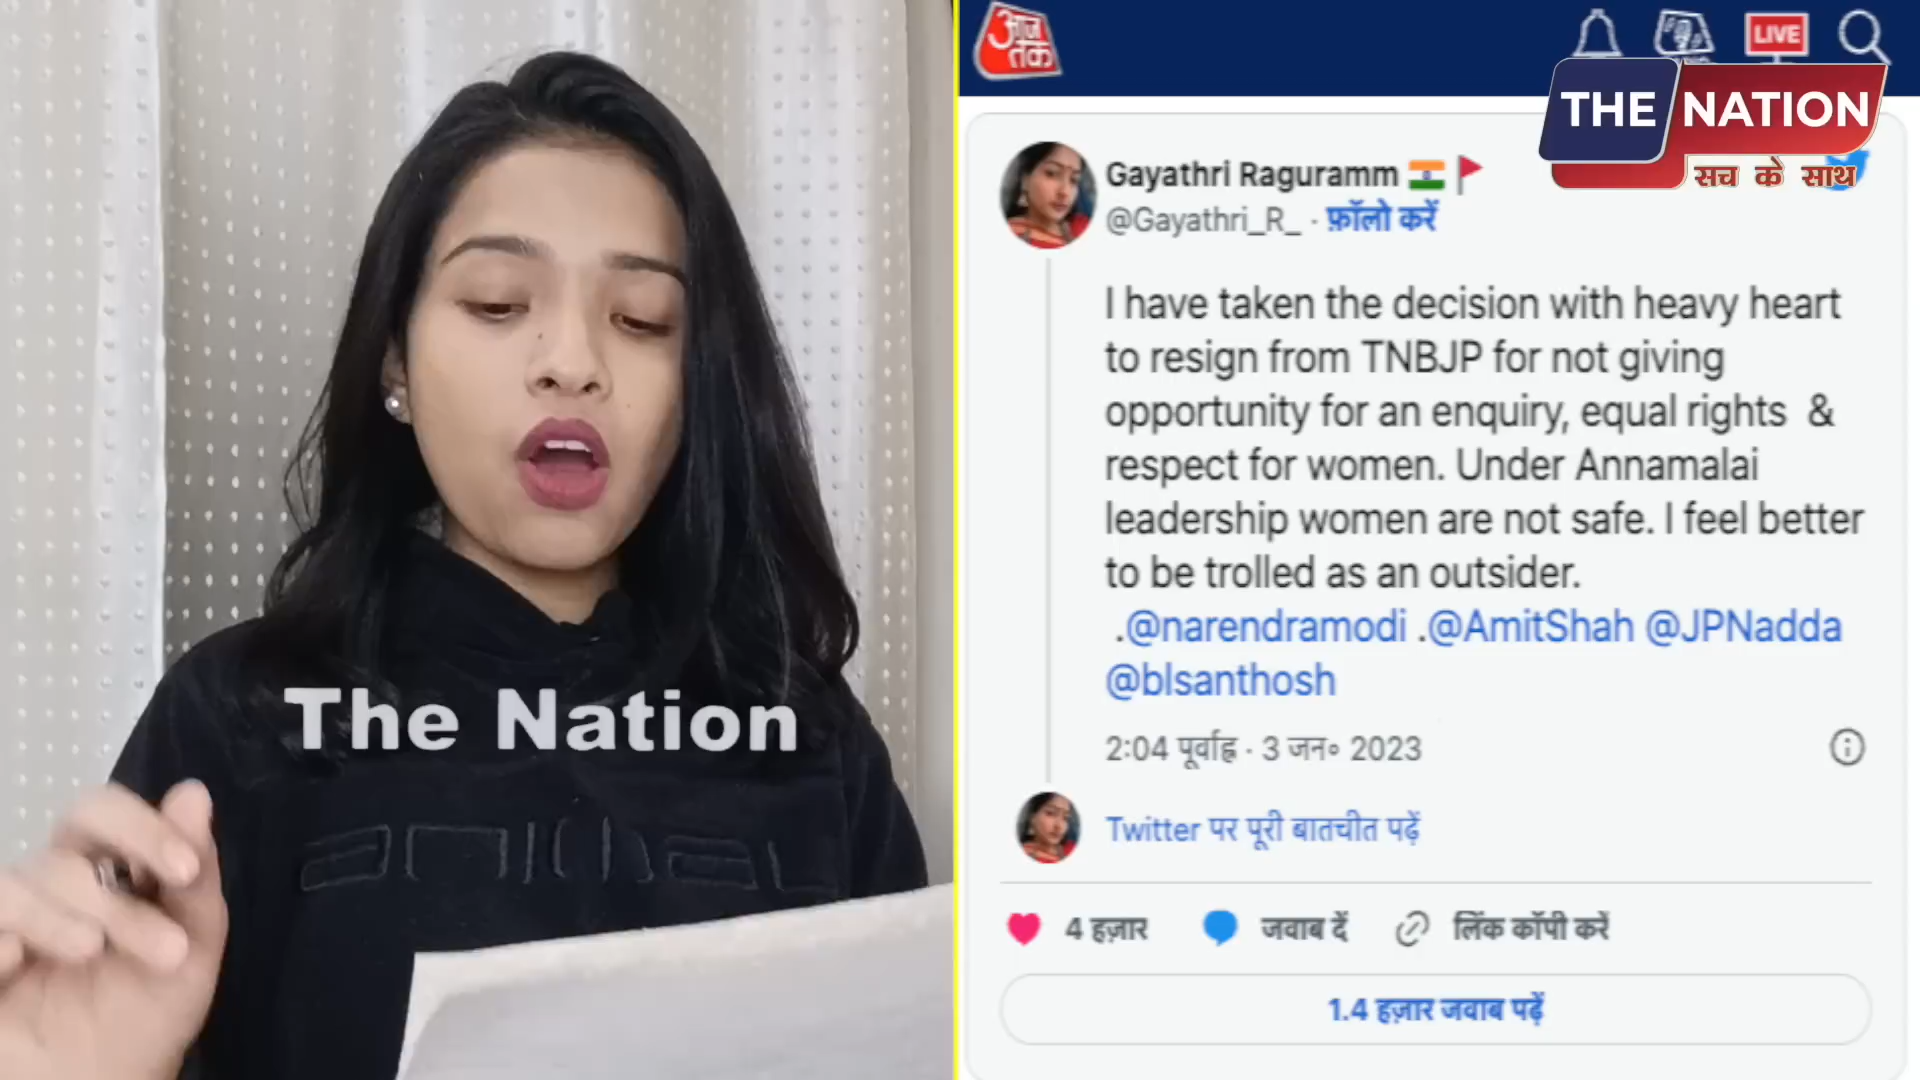 आज
तक
LIVE
THE NATION
सच के साथ
Gayathri Raguramm
@Gayathri_R_ · फ़ॉलो करें
I have taken the decision with heavy heart
to resign from TNBJP for not giving
opportunity for an enquiry, equal rights &
respect for women. Under Annamalai
leadership women are not safe. I feel better
to be trolled as an outsider.
.@narendramodi .@AmitShah @JPNadda
@blsanthosh
2:04 पूर्वाह्न · 3 जन॰ 2023
Twitter पर पूरी बातचीत पढ़ें
4 हज़ार जवाब दें लिंक कॉपी करें
1.4 हज़ार जवाब पढ़ें
The Nation
animal